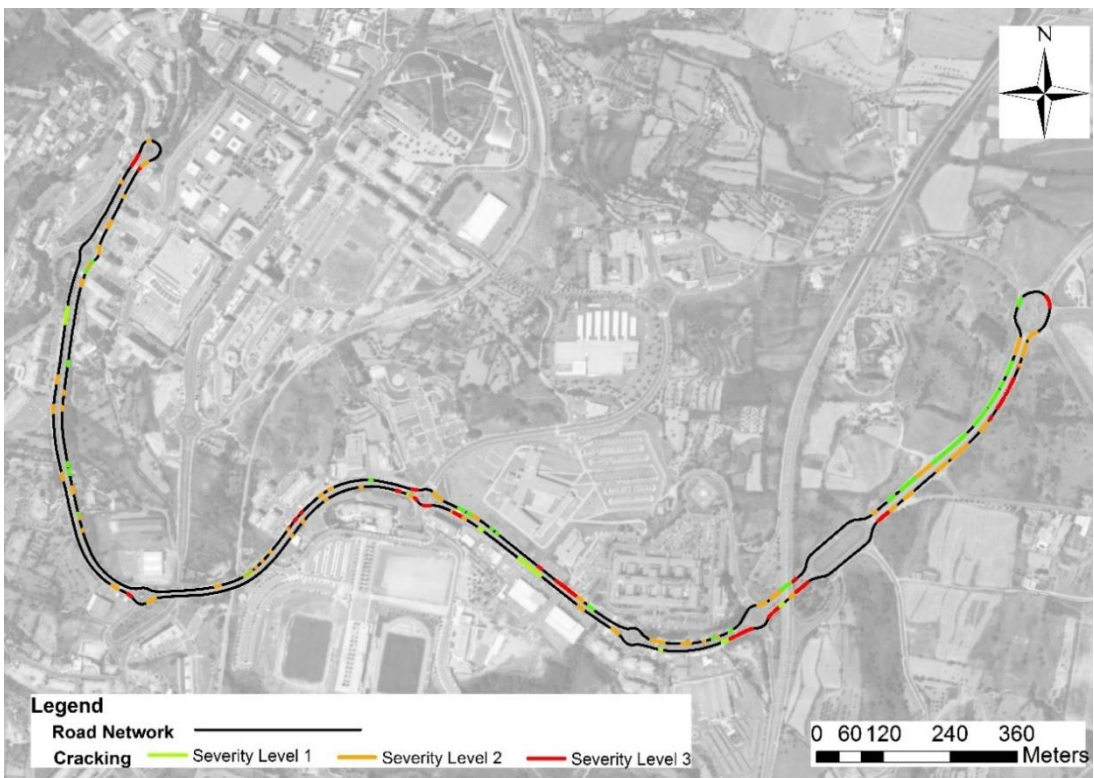 N
Legend
Road Network
Cracking Severity Level 1 Severity Level 2 Severity Level 3
0 30 60 120 240 360
Meters